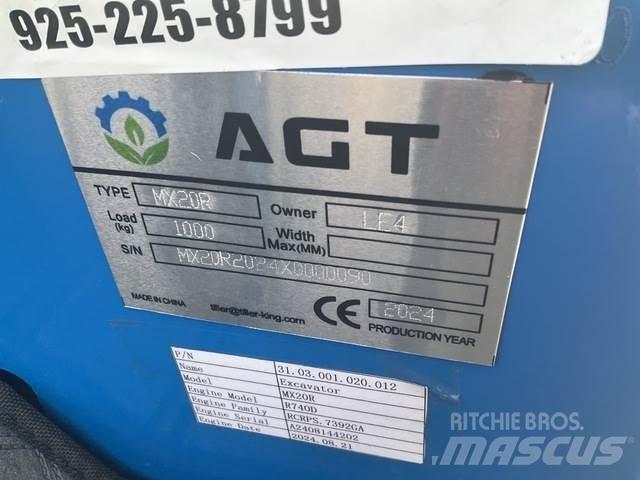 925-225-8799
AGT
TYPE MX20R Owner LE4
Load (kg) 1000 Width Max(MM)
S/N MX20R2024X0000090
MADE IN CHINA tiller@tiller-king.com CE 2024
PRODUCTION YEAR
P/N 31.03.001.020.012
Name Excavator
Model MX20R
Engine Model R740D
Engine Family RCRPS.7392GA
Engine Serial A2408144202
Engine Date 2024.08.21
RITCHIE BROS.
MASCUS